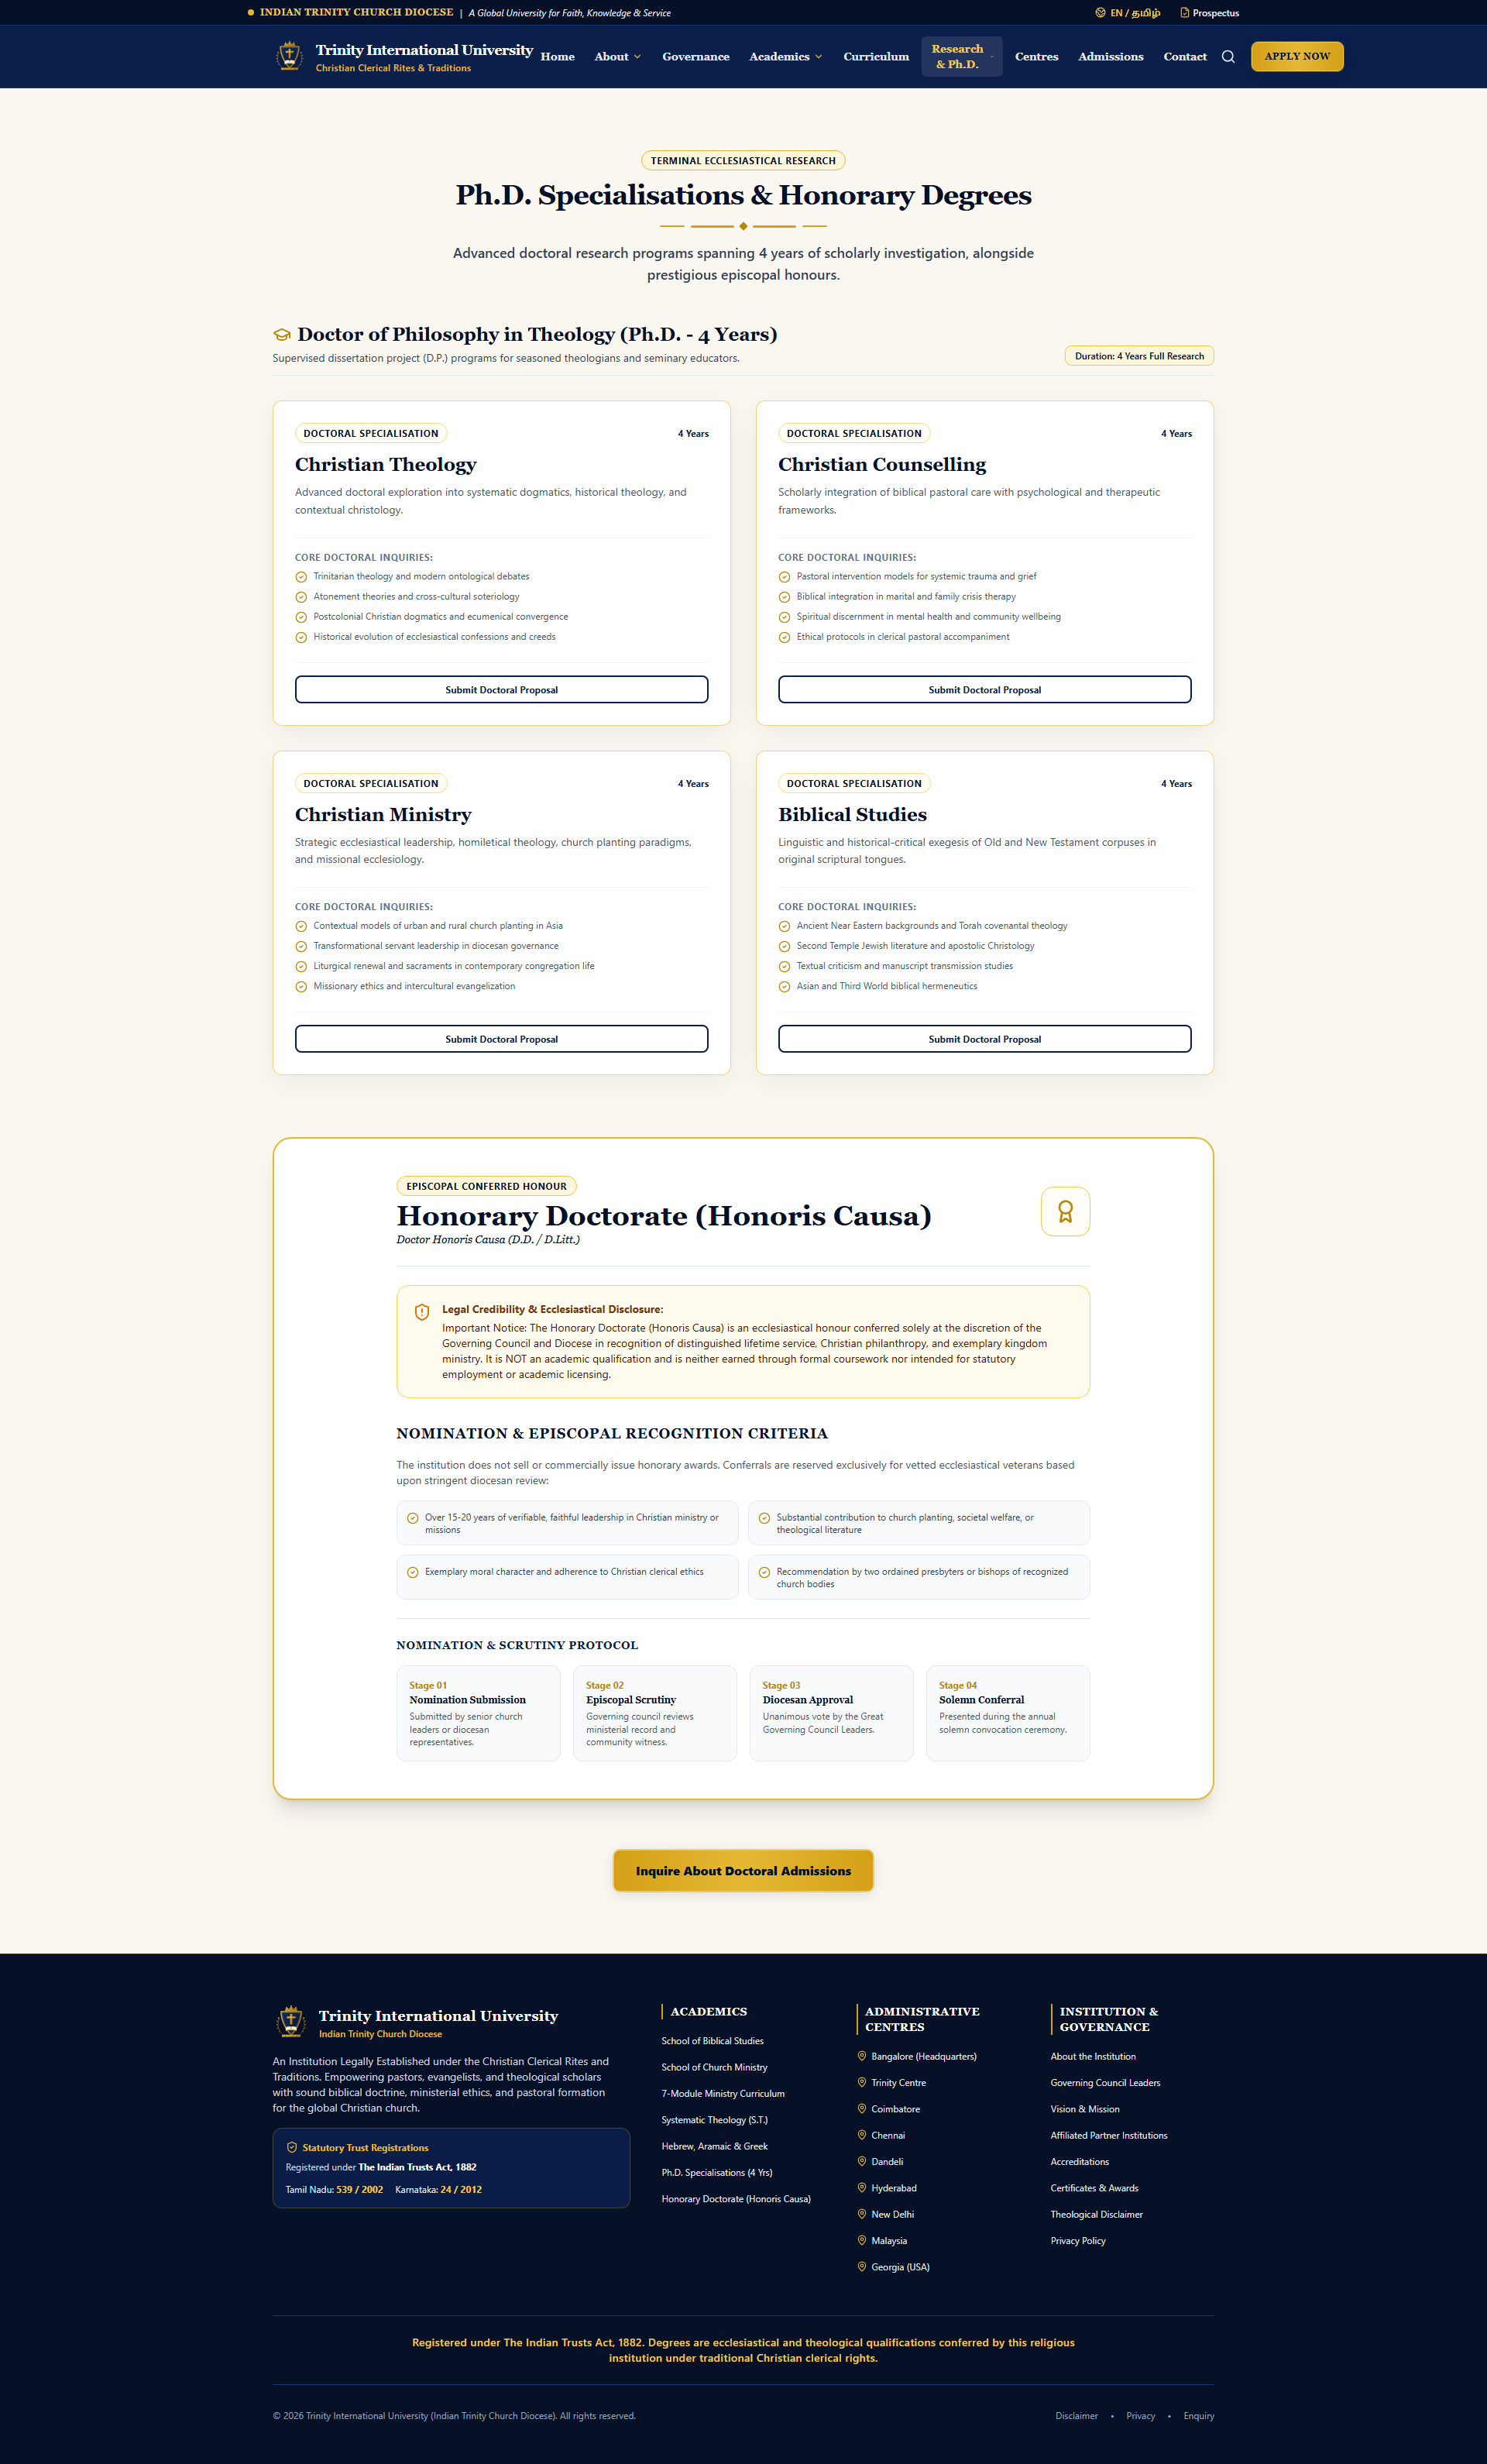 INDIAN TRINITY CHURCH DIOCESE | A Global University for Faith, Knowledge & Service
EN / தமிழ்
Prospectus
Trinity International University
Christian Clerical Rites & Traditions
Home
About
Governance
Academics
Curriculum
Research
& Ph.D.
Centres
Admissions
Contact
APPLY NOW
TERMINAL ECCLESIASTICAL RESEARCH
Ph.D. Specialisations & Honorary Degrees
Advanced doctoral research programs spanning 4 years of scholarly investigation, alongside
prestigious episcopal honours.
Doctor of Philosophy in Theology (Ph.D. - 4 Years)
Supervised dissertation project (D.P.) programs for seasoned theologians and seminary educators.
Duration: 4 Years Full Research
DOCTORAL SPECIALISATION
4 Years
Christian Theology
Advanced doctoral exploration into systematic dogmatics, historical theology, and
contextual christology.
CORE DOCTORAL INQUIRIES:
Trinitarian theology and modern ontological debates
Atonement theories and cross-cultural soteriology
Postcolonial Christian dogmatics and ecumenical convergence
Historical evolution of ecclesiastical confessions and creeds
Submit Doctoral Proposal
DOCTORAL SPECIALISATION
4 Years
Christian Counselling
Scholarly integration of biblical pastoral care with psychological and therapeutic
frameworks.
CORE DOCTORAL INQUIRIES:
Pastoral intervention models for systemic trauma and grief
Biblical integration in marital and family crisis therapy
Spiritual discernment in mental health and community wellbeing
Ethical protocols in clerical pastoral accompaniment
Submit Doctoral Proposal
DOCTORAL SPECIALISATION
4 Years
Christian Ministry
Strategic ecclesiastical leadership, homiletical theology, church planting paradigms,
and missional ecclesiology.
CORE DOCTORAL INQUIRIES:
Contextual models of urban and rural church planting in Asia
Transformational servant leadership in diocesan governance
Liturgical renewal and sacraments in contemporary congregation life
Missionary ethics and intercultural evangelization
Submit Doctoral Proposal
DOCTORAL SPECIALISATION
4 Years
Biblical Studies
Linguistic and historical-critical exegesis of Old and New Testament corpuses in
original scriptural tongues.
CORE DOCTORAL INQUIRIES:
Ancient Near Eastern backgrounds and Torah covenantal theology
Second Temple Jewish literature and apostolic Christology
Textual criticism and manuscript transmission studies
Asian and Third World biblical hermeneutics
Submit Doctoral Proposal
EPISCOPAL CONFERRED HONOUR
Honorary Doctorate (Honoris Causa)
Doctor Honoris Causa (D.D. / D.Litt.)
Legal Credibility & Ecclesiastical Disclosure:
Important Notice: The Honorary Doctorate (Honoris Causa) is an ecclesiastical honour conferred solely at the discretion of the
Governing Council and Diocese in recognition of distinguished lifetime service, Christian philanthropy, and exemplary kingdom
ministry. It is NOT an academic qualification and is neither earned through formal coursework nor intended for statutory
employment or academic licensing.
NOMINATION & EPISCOPAL RECOGNITION CRITERIA
The institution does not sell or commercially issue honorary awards. Conferrals are reserved exclusively for vetted ecclesiastical veterans based
upon stringent diocesan review:
Over 15-20 years of verifiable, faithful leadership in Christian ministry or
missions
Substantial contribution to church planting, societal welfare, or
theological literature
Exemplary moral character and adherence to Christian clerical ethics
Recommendation by two ordained presbyters or bishops of recognized
church bodies
NOMINATION & SCRUTINY PROTOCOL
Stage 01
Nomination Submission
Submitted by senior church
leaders or diocesan
representatives.
Stage 02
Episcopal Scrutiny
Governing council reviews
ministerial record and
community witness.
Stage 03
Diocesan Approval
Unanimous vote by the Great
Governing Council Leaders.
Stage 04
Solemn Conferral
Presented during the annual
solemn convocation ceremony.
Inquire About Doctoral Admissions
Trinity International University
Indian Trinity Church Diocese
An Institution Legally Established under the Christian Clerical Rites and
Traditions. Empowering pastors, evangelists, and theological scholars
with sound biblical doctrine, ministerial ethics, and pastoral formation
for the global Christian church.
Statutory Trust Registrations
Registered under The Indian Trusts Act, 1882
Tamil Nadu: 539 / 2002 Karnataka: 24 / 2012
ACADEMICS
School of Biblical Studies
School of Church Ministry
7-Module Ministry Curriculum
Systematic Theology (S.T.)
Hebrew, Aramaic & Greek
Ph.D. Specialisations (4 Yrs)
Honorary Doctorate (Honoris Causa)
ADMINISTRATIVE
CENTRES
Bangalore (Headquarters)
Trinity Centre
Coimbatore
Chennai
Dandeli
Hyderabad
New Delhi
Malaysia
Georgia (USA)
INSTITUTION &
GOVERNANCE
About the Institution
Governing Council Leaders
Vision & Mission
Affiliated Partner Institutions
Accreditations
Certificates & Awards
Theological Disclaimer
Privacy Policy
Registered under The Indian Trusts Act, 1882. Degrees are ecclesiastical and theological qualifications conferred by this religious
institution under traditional Christian clerical rights.
© 2026 Trinity International University (Indian Trinity Church Diocese). All rights reserved.
Disclaimer • Privacy • Enquiry